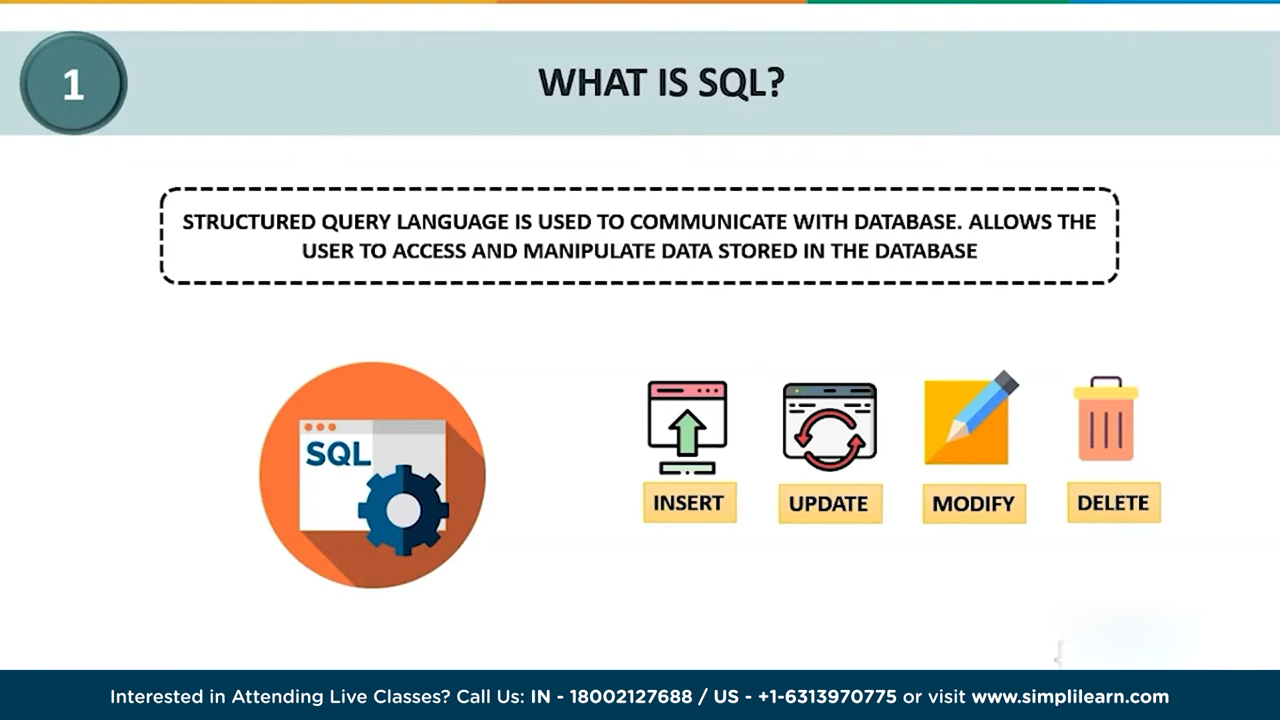 1
WHAT IS SQL?
STRUCTURED QUERY LANGUAGE IS USED TO COMMUNICATE WITH DATABASE. ALLOWS THE
USER TO ACCESS AND MANIPULATE DATA STORED IN THE DATABASE
SQL
INSERT UPDATE MODIFY DELETE
Interested in Attending Live Classes? Call Us: IN - 18002127688 / US - +1-6313970775 or visit www.simplilearn.com